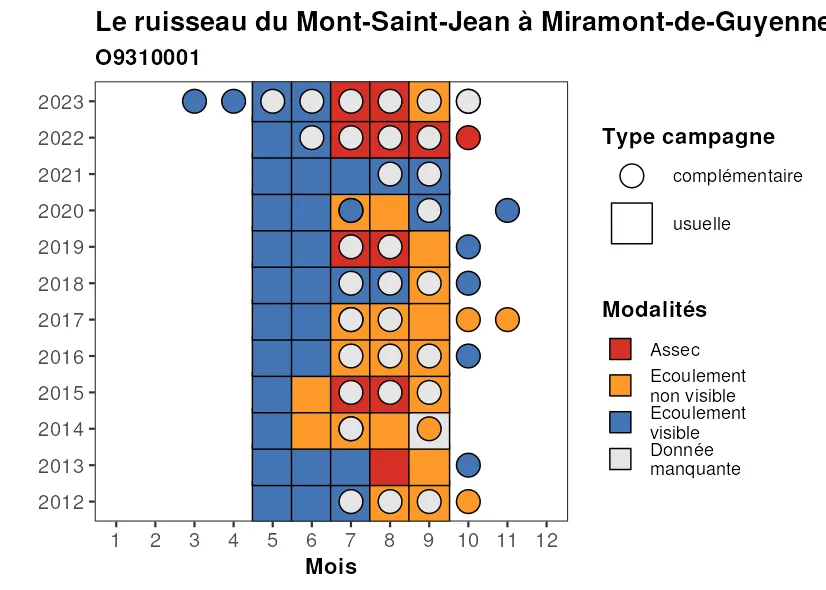 Le ruisseau du Mont-Saint-Jean à Miramont-de-Guyenne
O9310001
2023
2022
2021
2020
2019
2018
2017
2016
2015
2014
2013
2012
1 2 3 4 5 6 7 8 9 10 11 12
Mois
Type campagne
complémentaire
usuelle
Modalités
Assec
Ecoulement
non visible
Ecoulement
visible
Donnée
manquante